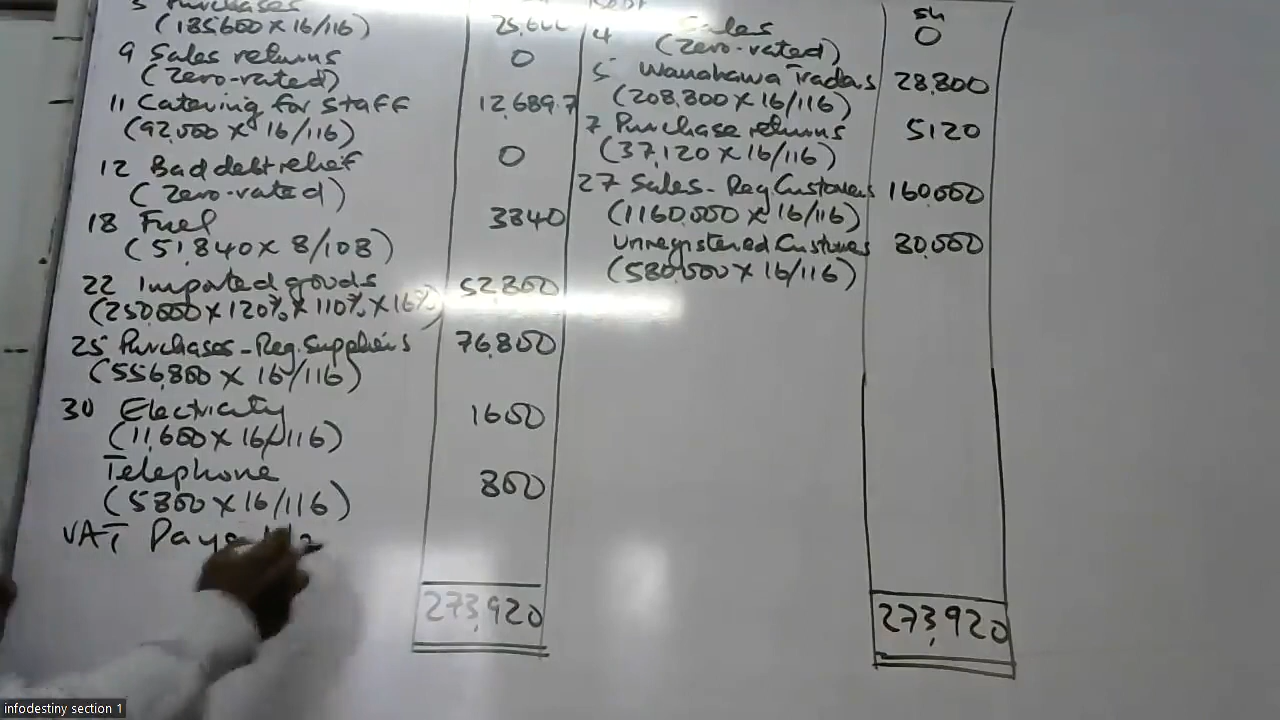 5 Purchases
(185600 x 16/116)
25,600
9 Sales returns
(Zero-rated)
0
11 Catering for staff
(92,000 x 16/116)
12,689.7
12 Bad debt relief
(Zero-rated)
0
18 Fuel
(51,840 x 8/108)
3840
22 Imported goods
(250,000 x 120% x 110% x 16%)
52,800
25 Purchases - Reg. Suppliers
(556,800 x 16/116)
76,800
30 Electricity
(11,600 x 16/116)
1600
Telephone
(5800 x 16/116)
800
VAT
273,920
sh
4 Sales
(Zero-rated)
0
5 Wanahawa Traders
(208,800 x 16/116)
28,800
7 Purchase returns
(37,120 x 16/116)
5120
27 Sales - Reg Customers
(1160,000 x 16/116)
160,000
Unregistered Customers
(580,000 x 16/116)
80,000
273,920
infodestiny section 1